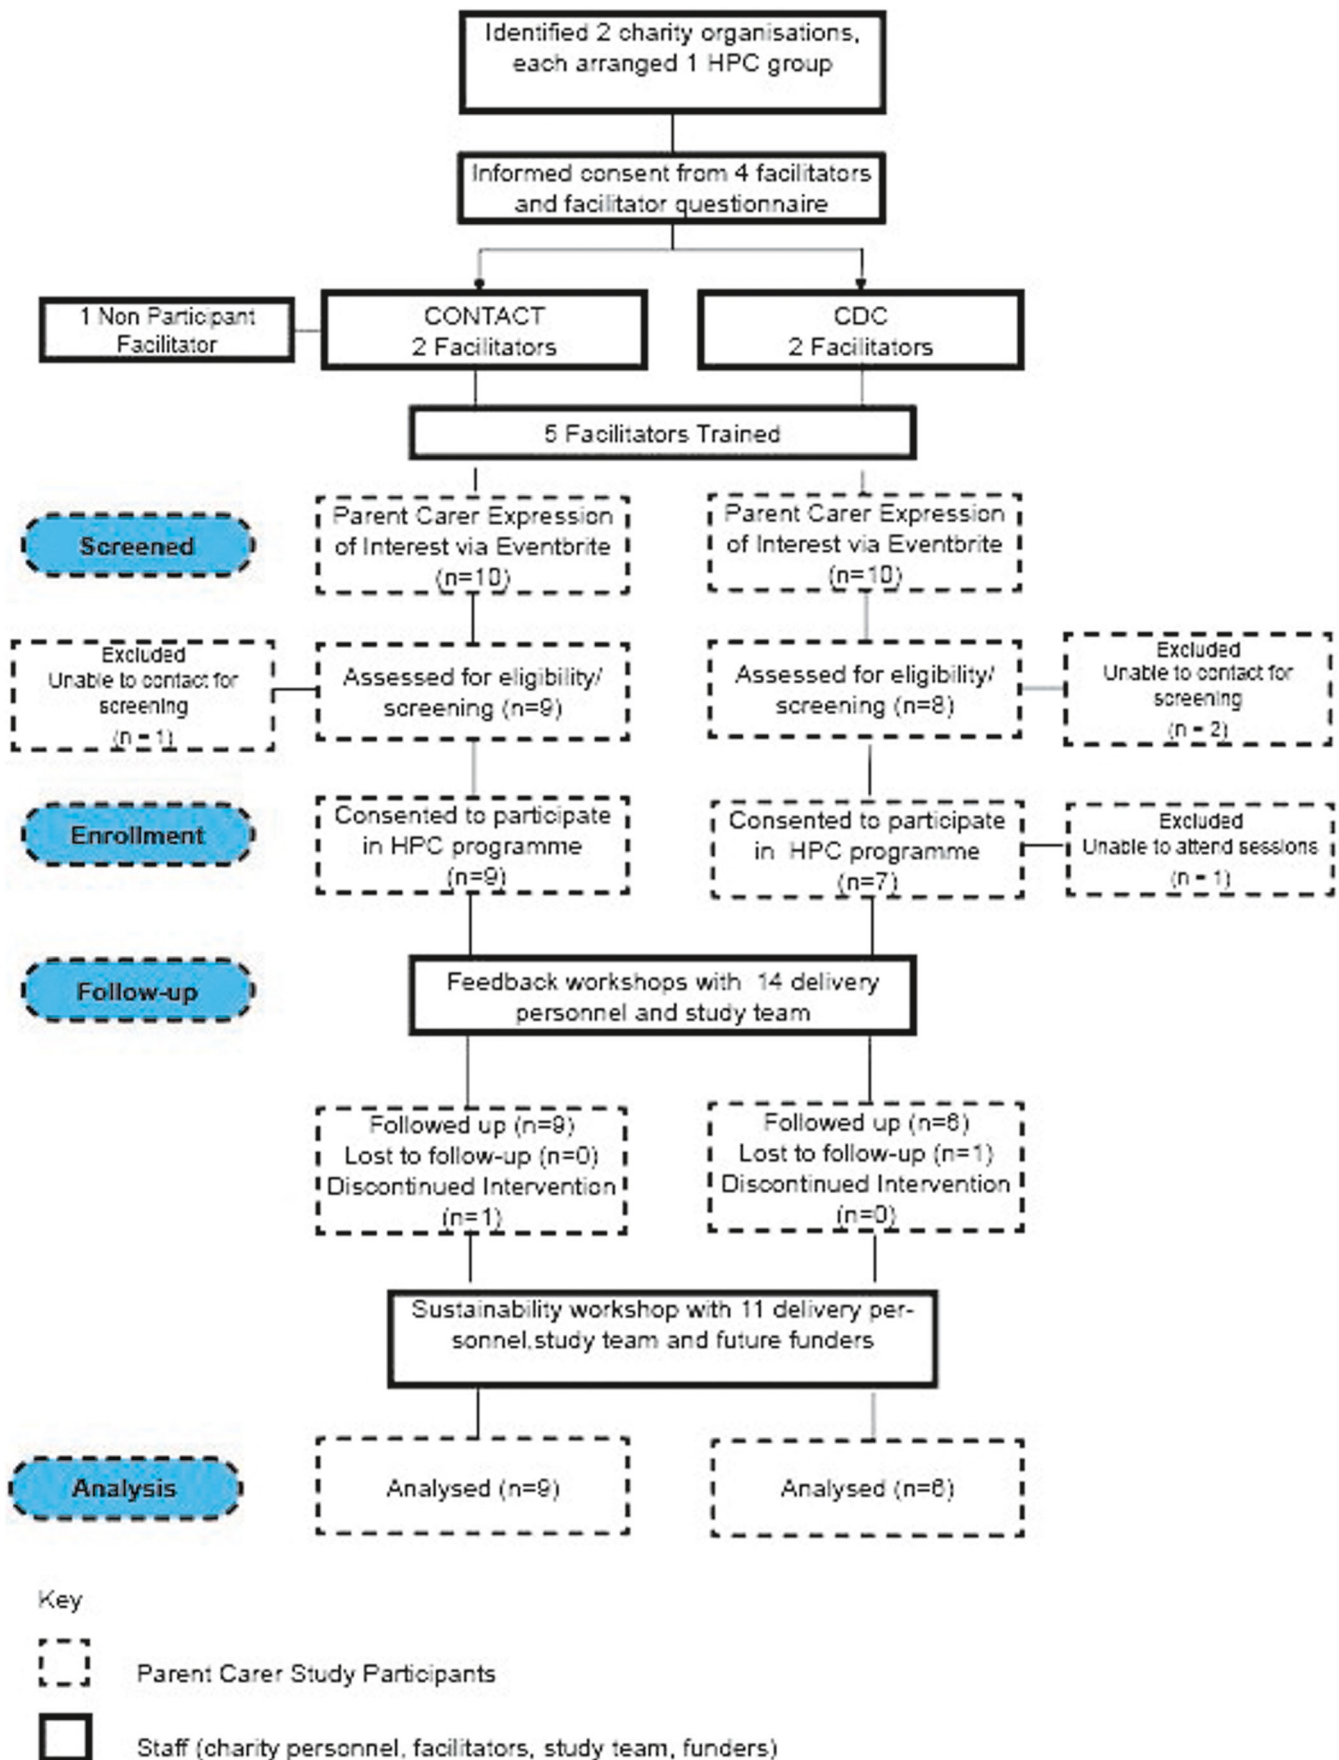 Identified 2 charity organisations,
each arranged 1 HPC group
Informed consent from 4 facilitators
and facilitator questionnaire
1 Non Participant
Facilitator
CONTACT
2 Facilitators
CDC
2 Facilitators
5 Facilitators Trained
Screened
Parent Carer Expression
of Interest via Eventbrite
(n=10)
Parent Carer Expression
of Interest via Eventbrite
(n=10)
Excluded
Unable to contact for
screening
(n = 1)
Assessed for eligibility/
screening (n=9)
Assessed for eligibility/
screening (n=8)
Excluded
Unable to contact for
screening
(n = 2)
Enrollment
Consented to participate
in HPC programme
(n=9)
Consented to participate
in HPC programme
(n=7)
Excluded
Unable to attend sessions
(n = 1)
Follow-up
Feedback workshops with 14 delivery
personnel and study team
Followed up (n=9)
Lost to follow-up (n=0)
Discontinued Intervention
(n=1)
Followed up (n=6)
Lost to follow-up (n=1)
Discontinued Intervention
(n=0)
Sustainability workshop with 11 delivery per-
sonnel,study team and future funders
Analysis
Analysed (n=9)
Analysed (n=6)
Key
Parent Carer Study Participants
Staff (charity personnel, facilitators, study team, funders)